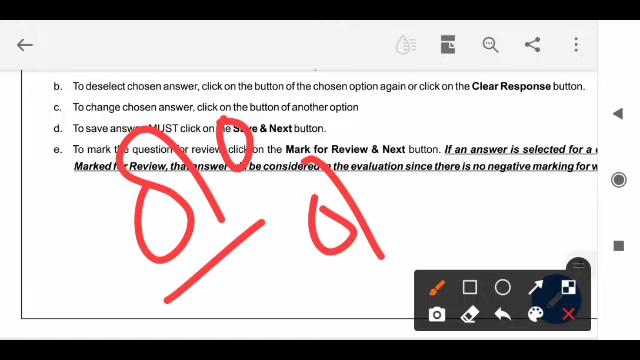 b. To deselect chosen answer, click on the button of the chosen option again or click on the Clear Response button.
c. To change chosen answer, click on the button of another option
d. To save answer MUST click on the Save & Next button.
e. To mark the question for review, click on the Mark for Review & Next button. If an answer is selected for a
Marked for Review, that answer will be considered in the evaluation since there is no negative marking for